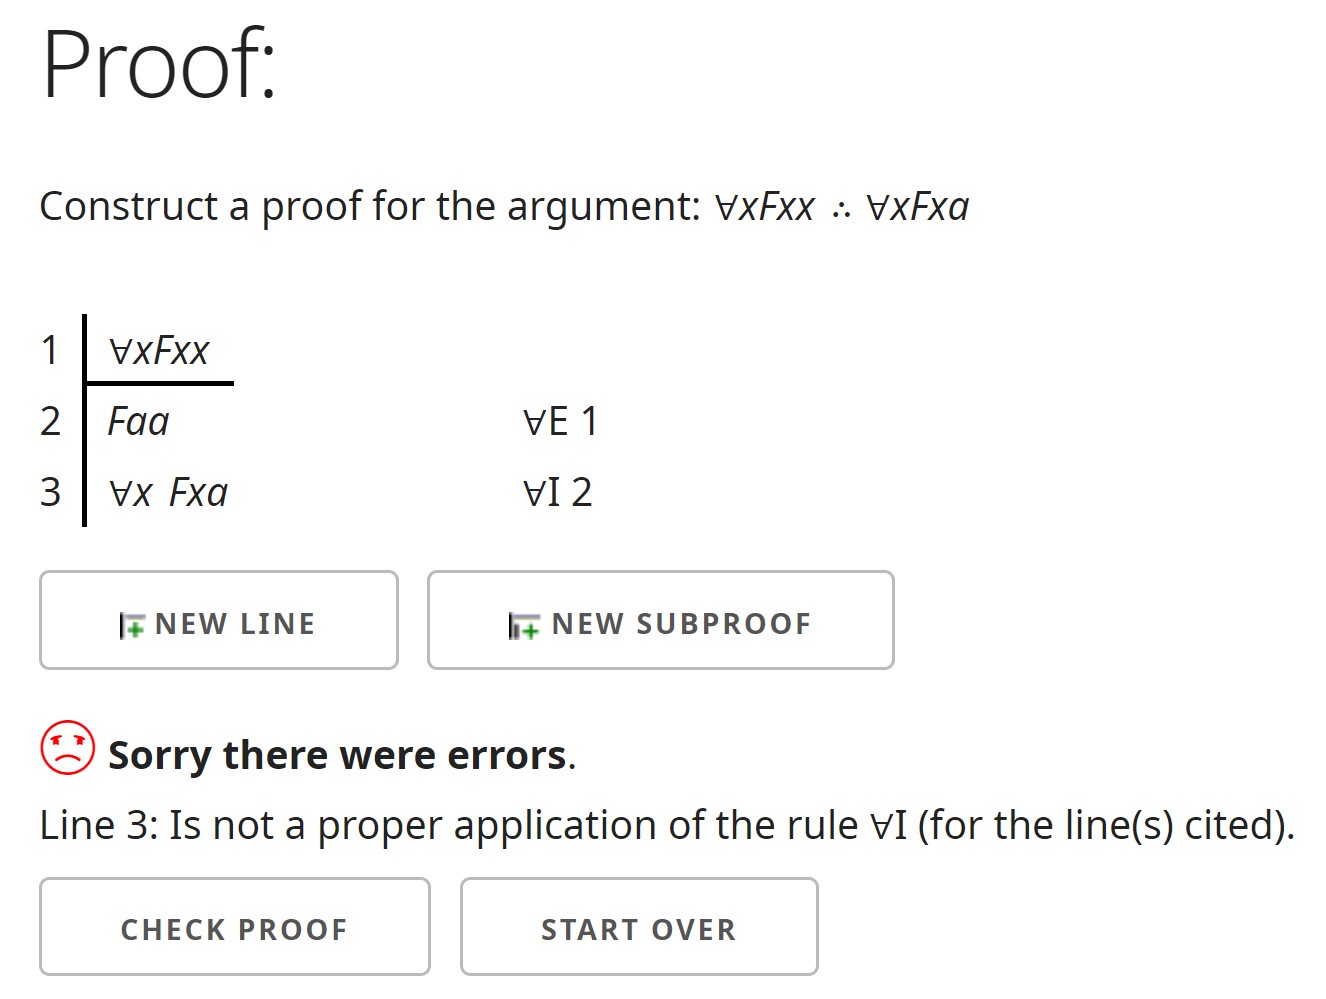 Proof:
Construct a proof for the argument: ∀xFxx ∴ ∀xFxa
1 ∀xFxx
2 Faa ∀E 1
3 ∀x Fxa ∀I 2
NEW LINE NEW SUBPROOF
Sorry there were errors.
Line 3: Is not a proper application of the rule ∀I (for the line(s) cited).
CHECK PROOF START OVER